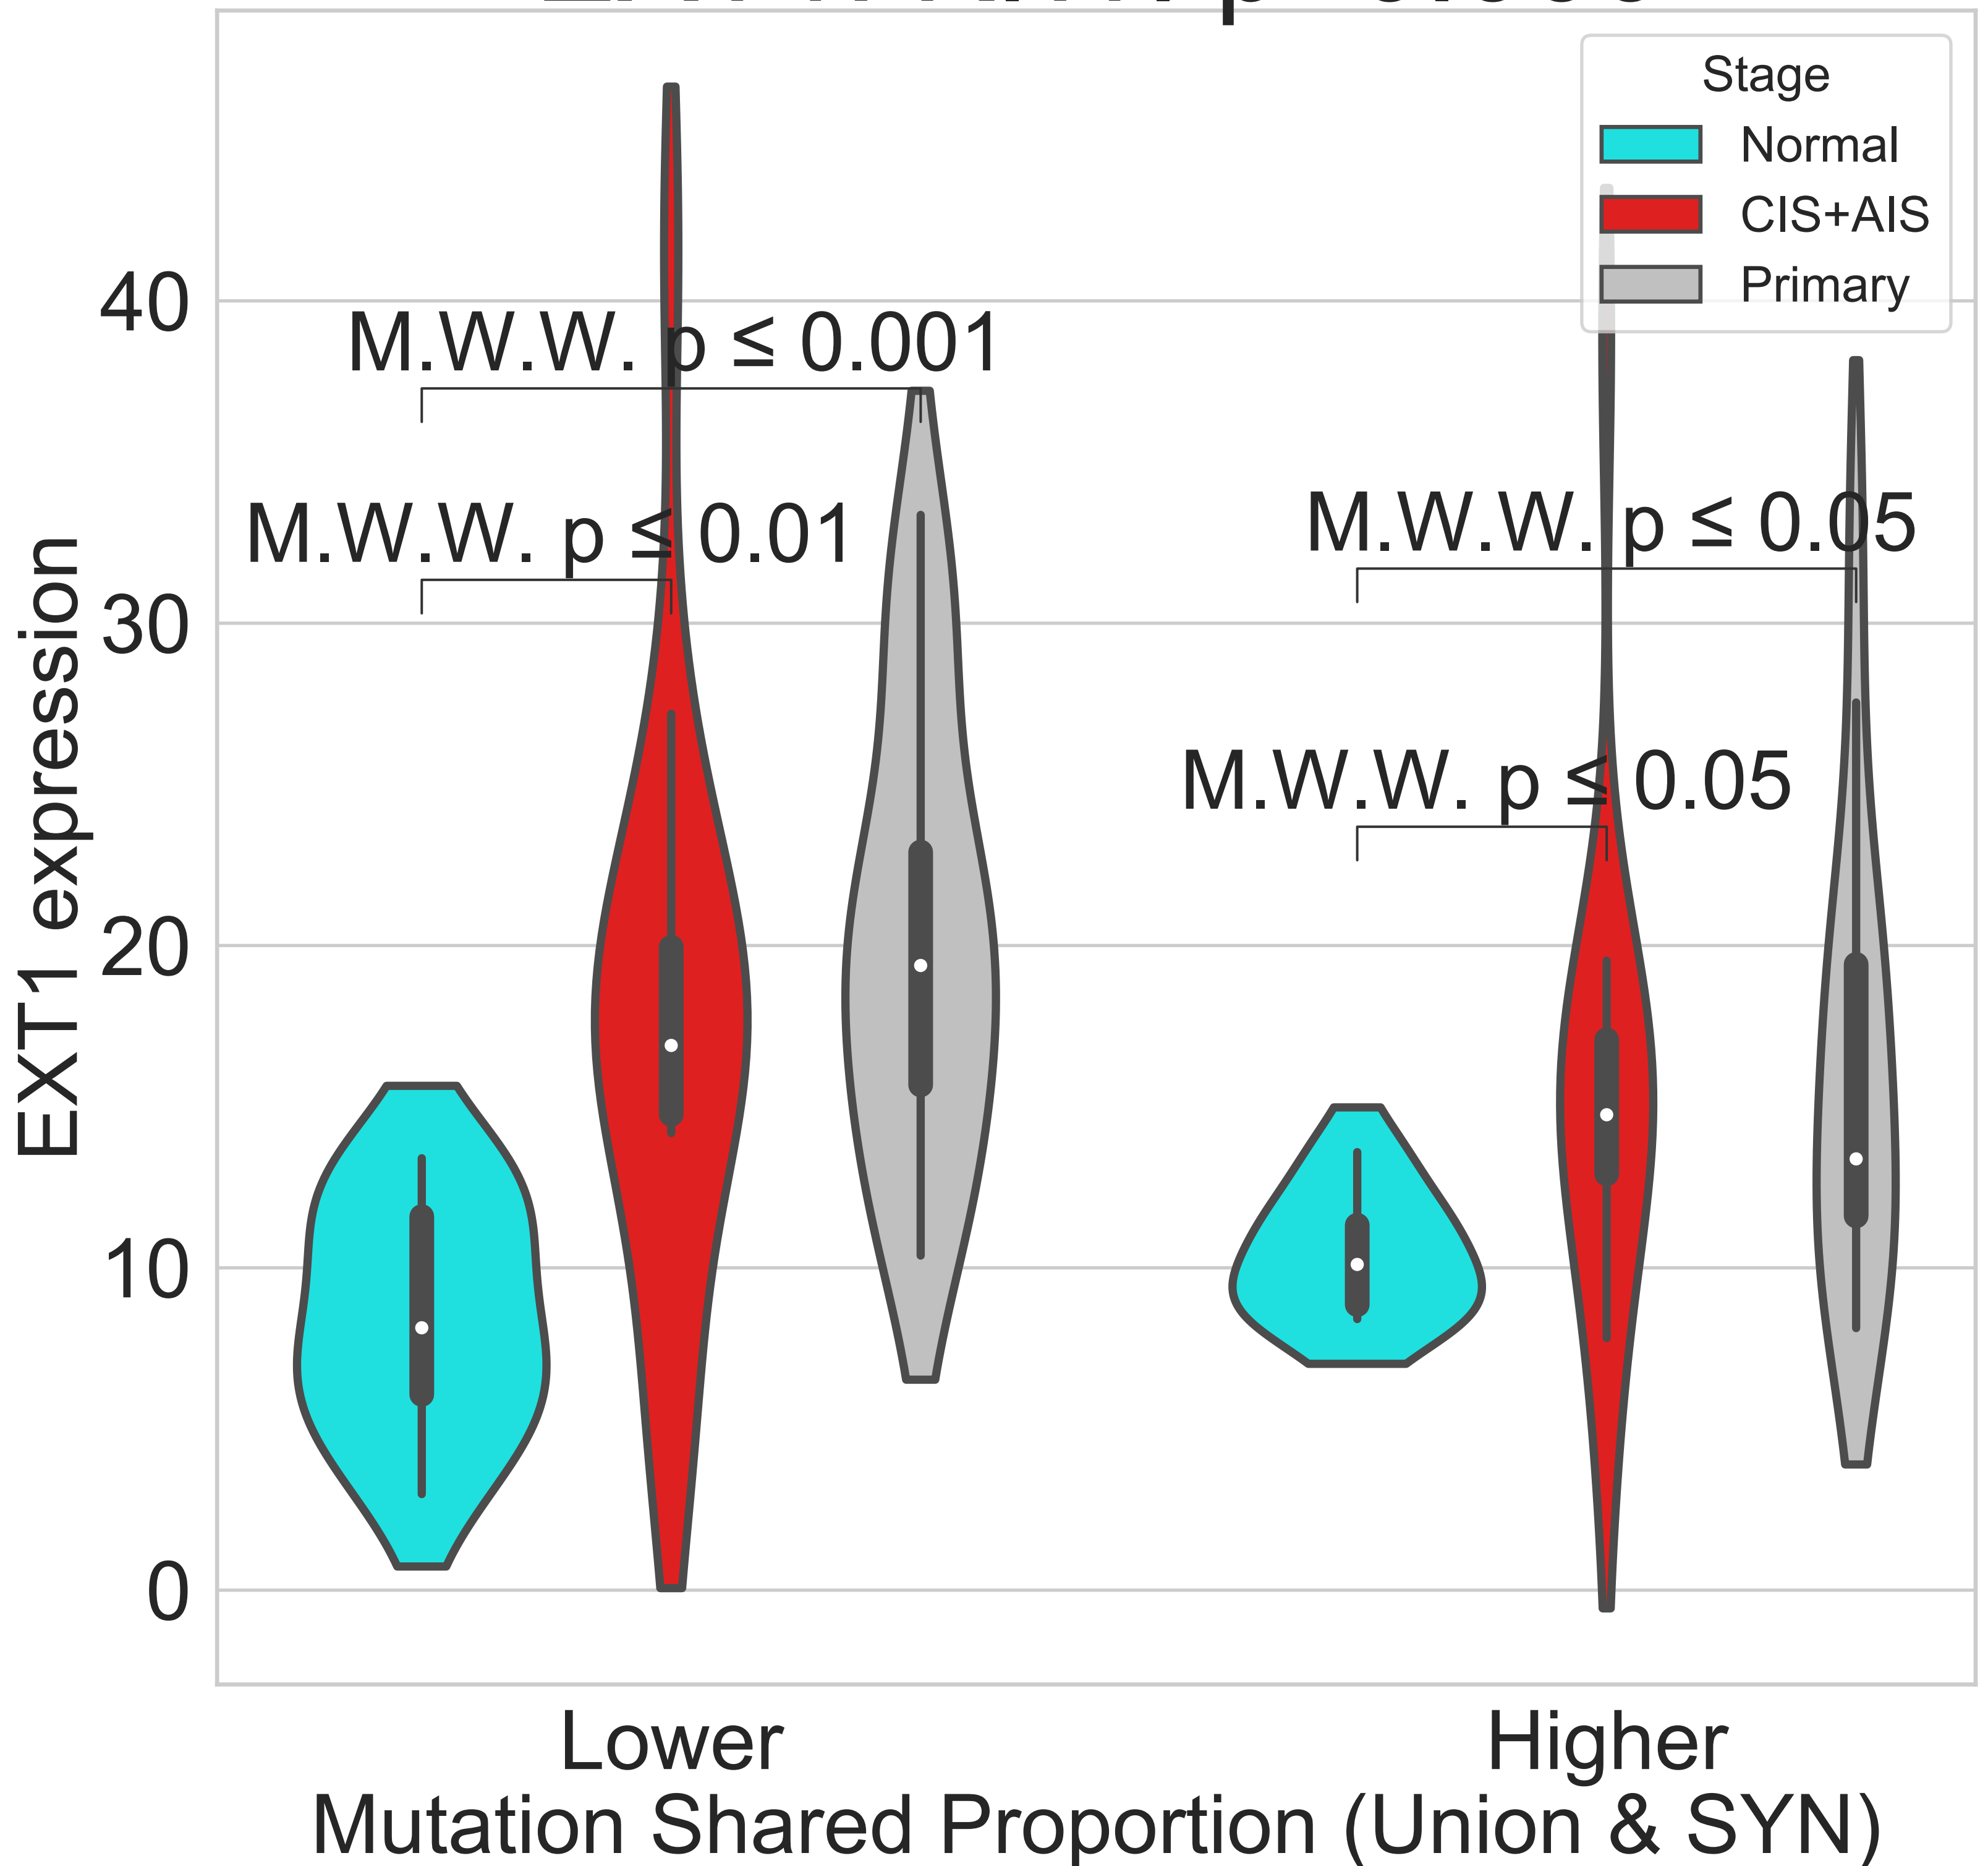 Stage
Normal
CIS+AIS
Primary
M.W.W. p ≤ 0.001
M.W.W. p ≤ 0.01
M.W.W. p ≤ 0.05
M.W.W. p ≤ 0.05
EXT1 expression
40
30
20
10
0
Lower
Higher
Mutation Shared Proportion (Union & SYN)